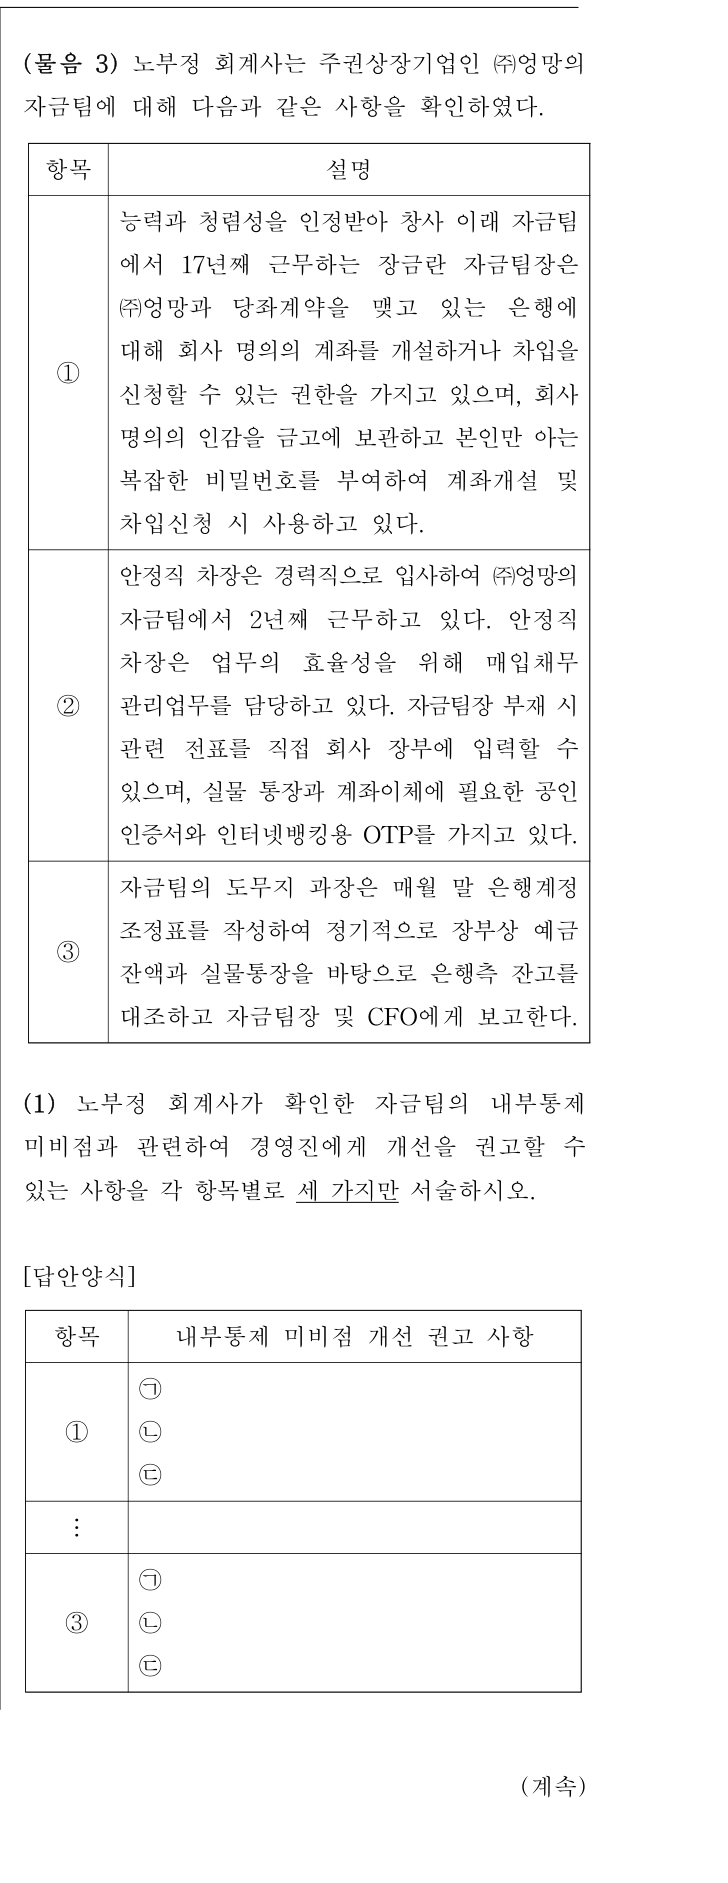 (물음 3) 노부정 회계사는 주권상장기업인 ㈜엉망의
자금팀에 대해 다음과 같은 사항을 확인하였다.
항목 설명
① 능력과 청렴성을 인정받아 창사 이래 자금팀
에서 17년째 근무하는 장금란 자금팀장은
㈜엉망과 당좌계약을 맺고 있는 은행에
대해 회사 명의의 계좌를 개설하거나 차입을
신청할 수 있는 권한을 가지고 있으며, 회사
명의의 인감을 금고에 보관하고 본인만 아는
복잡한 비밀번호를 부여하여 계좌개설 및
차입신청 시 사용하고 있다.
② 안정직 차장은 경력직으로 입사하여 ㈜엉망의
자금팀에서 2년째 근무하고 있다. 안정직
차장은 업무의 효율성을 위해 매입채무
관리업무를 담당하고 있다. 자금팀장 부재 시
관련 전표를 직접 회사 장부에 입력할 수
있으며, 실물 통장과 계좌이체에 필요한 공인
인증서와 인터넷뱅킹용 OTP를 가지고 있다.
③ 자금팀의 도무지 과장은 매월 말 은행계정
조정표를 작성하여 정기적으로 장부상 예금
잔액과 실물통장을 바탕으로 은행측 잔고를
대조하고 자금팀장 및 CFO에게 보고한다.
(1) 노부정 회계사가 확인한 자금팀의 내부통제
미비점과 관련하여 경영진에게 개선을 권고할 수
있는 사항을 각 항목별로 세 가지만 서술하시오.
[답안양식]
항목 내부통제 미비점 개선 권고 사항
① ㉠
㉡
㉢
⋮
③ ㉠
㉡
㉢
(계속)